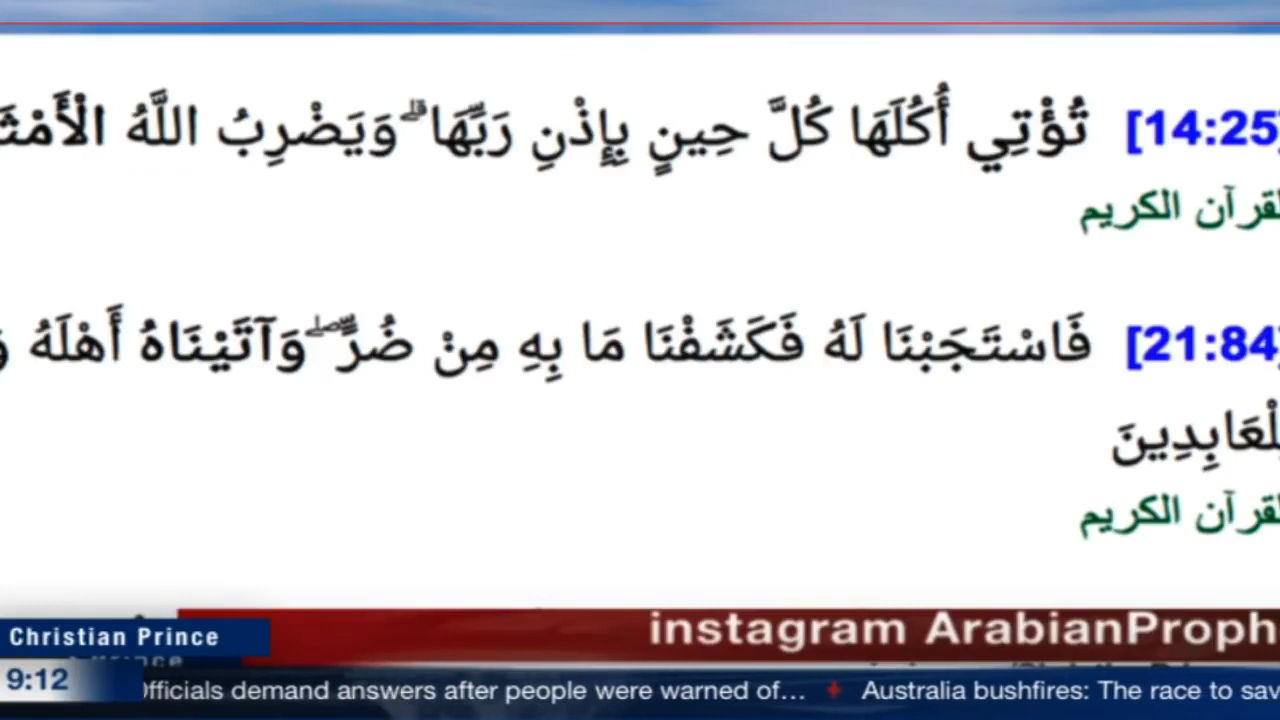 [14:25] تُؤْتِي أُكُلَهَا كُلَّ حِينٍ بِإِذْنِ رَبِّهَا ۗ وَيَضْرِبُ اللَّهُ
القرآن الكريم
[21:84] فَاسْتَجَبْنَا لَهُ فَكَشَفْنَا مَا بِهِ مِنْ ضُرٍّ ۖ وَآتَيْنَاهُ أَهْلَهُ
لِلْعَابِدِينَ
القرآن الكريم
instagram ArabianProph
Christian Prince
9:12 Officials demand answers after people were warned of... Australia bushfires: The race to sav